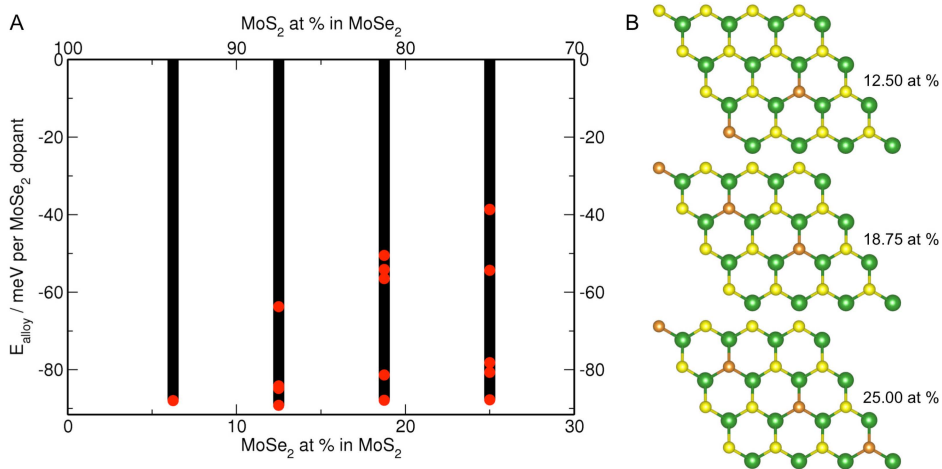 A
MoS2 at % in MoSe2
100 90 80 70
0 0
-20 -20
-40 -40
-60 -60
-80 -80
Ealloy / meV per MoSe2 dopant
0 10 20 30
MoSe2 at % in MoS2
B
12.50 at %
18.75 at %
25.00 at %